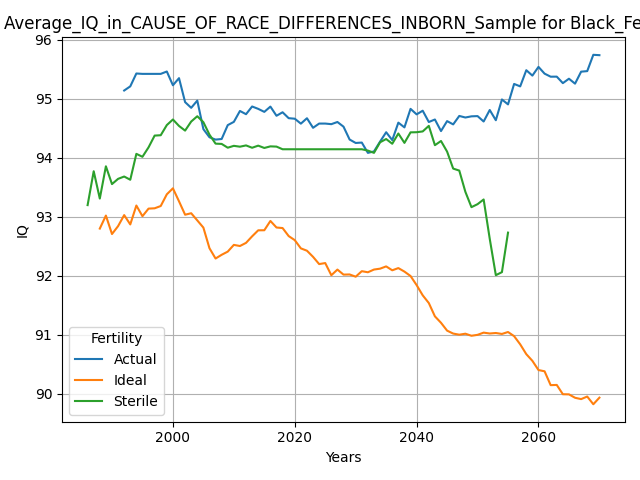 Average_IQ_in_CAUSE_OF_RACE_DIFFERENCES_INBORN_Sample for Black_Fe
96
95
94
93
92
91
90
IQ
Fertility
Actual
Ideal
Sterile
2000 2020 2040 2060
Years